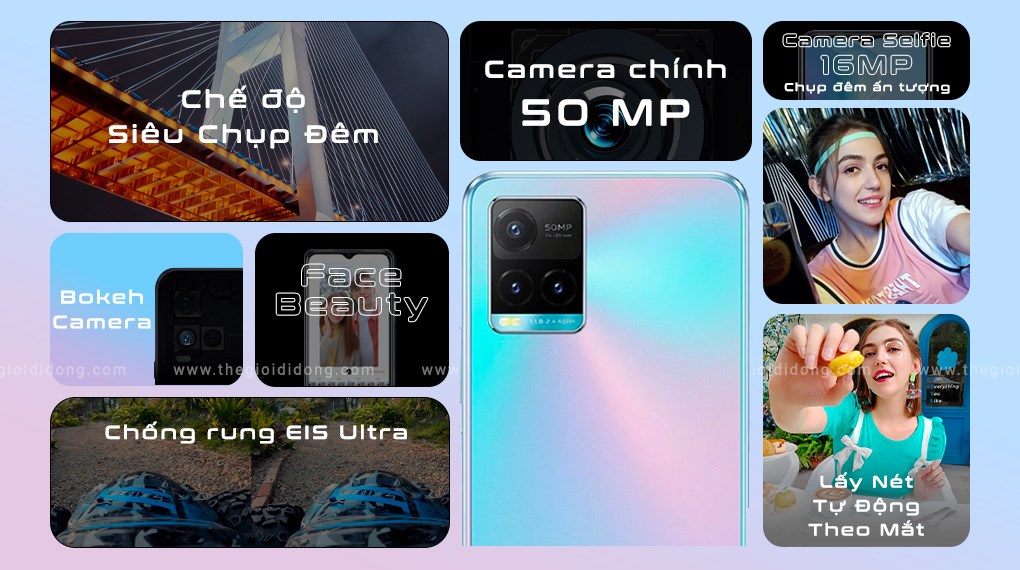 Chế độ
Siêu Chụp Đêm
Camera chính
50 MP
Camera Selfie
16MP
Chụp đêm ấn tượng
50MP
Bokeh
Camera
Face
Beauty
www.thegioididong.com
Chống rung EIS Ultra
Lấy Nét
Tự Động
Theo Mắt